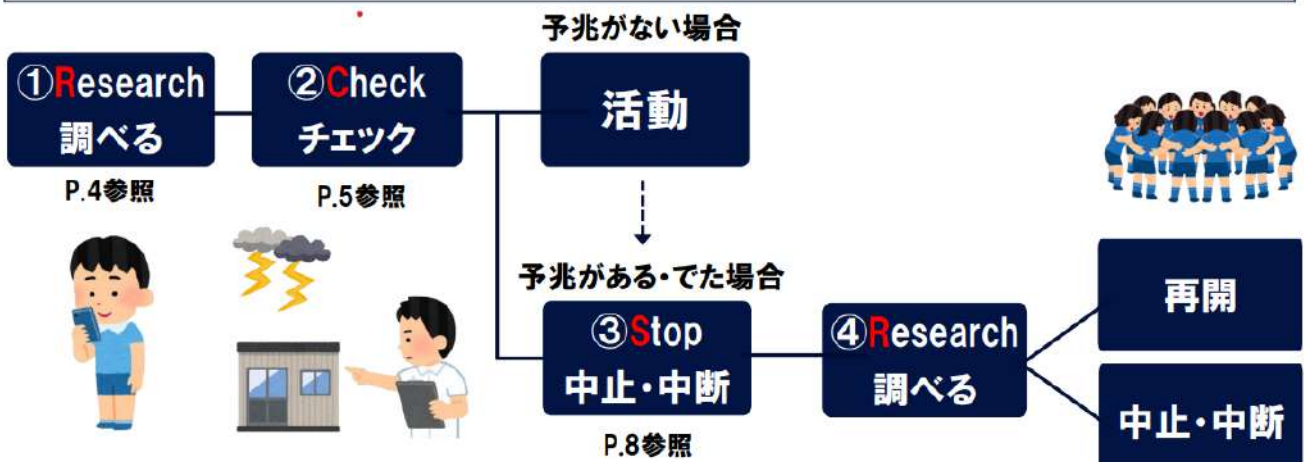 ①Research
調べる
P.4参照
②Check
チェック
P.5参照
予兆がない場合
活動
予兆がある・でた場合
③Stop
中止・中断
P.8参照
④Research
調べる
再開
中止・中断